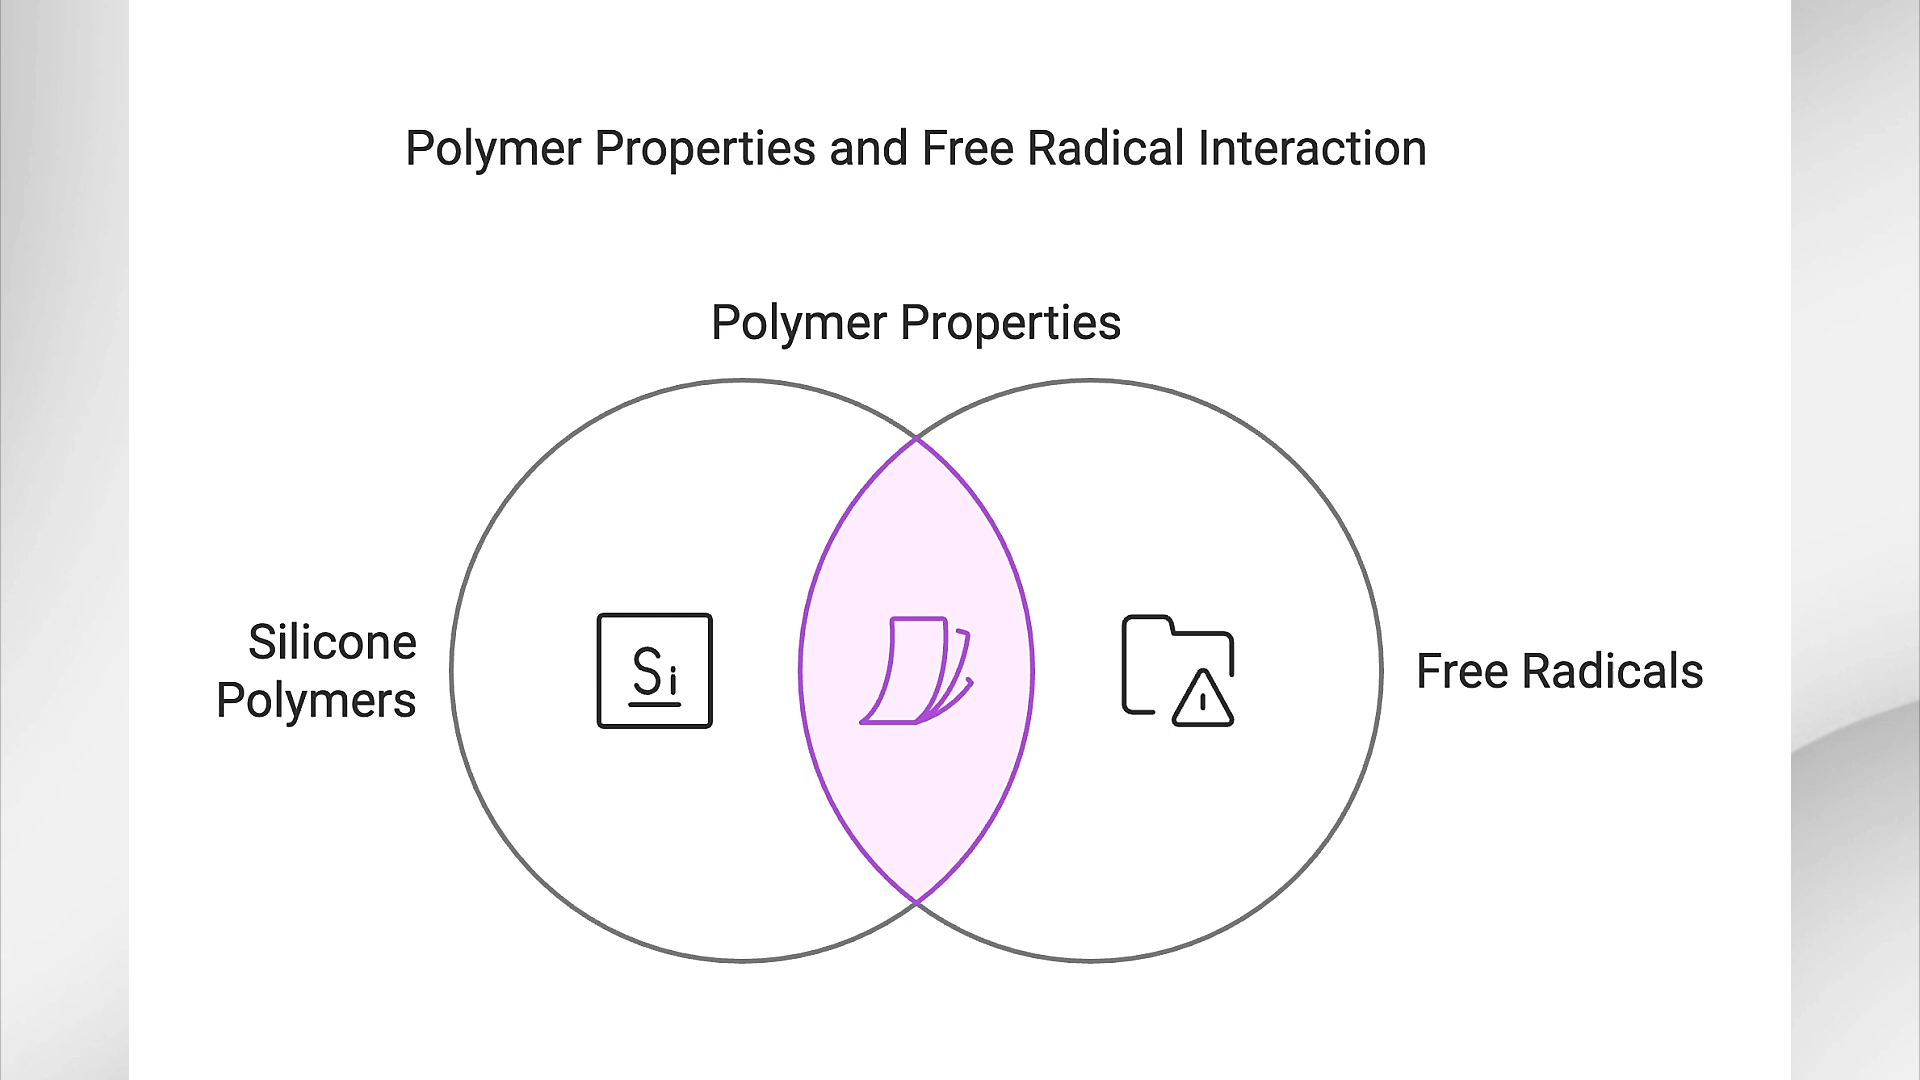 Polymer Properties and Free Radical Interaction
Polymer Properties
Silicone
Polymers
Si
Free Radicals